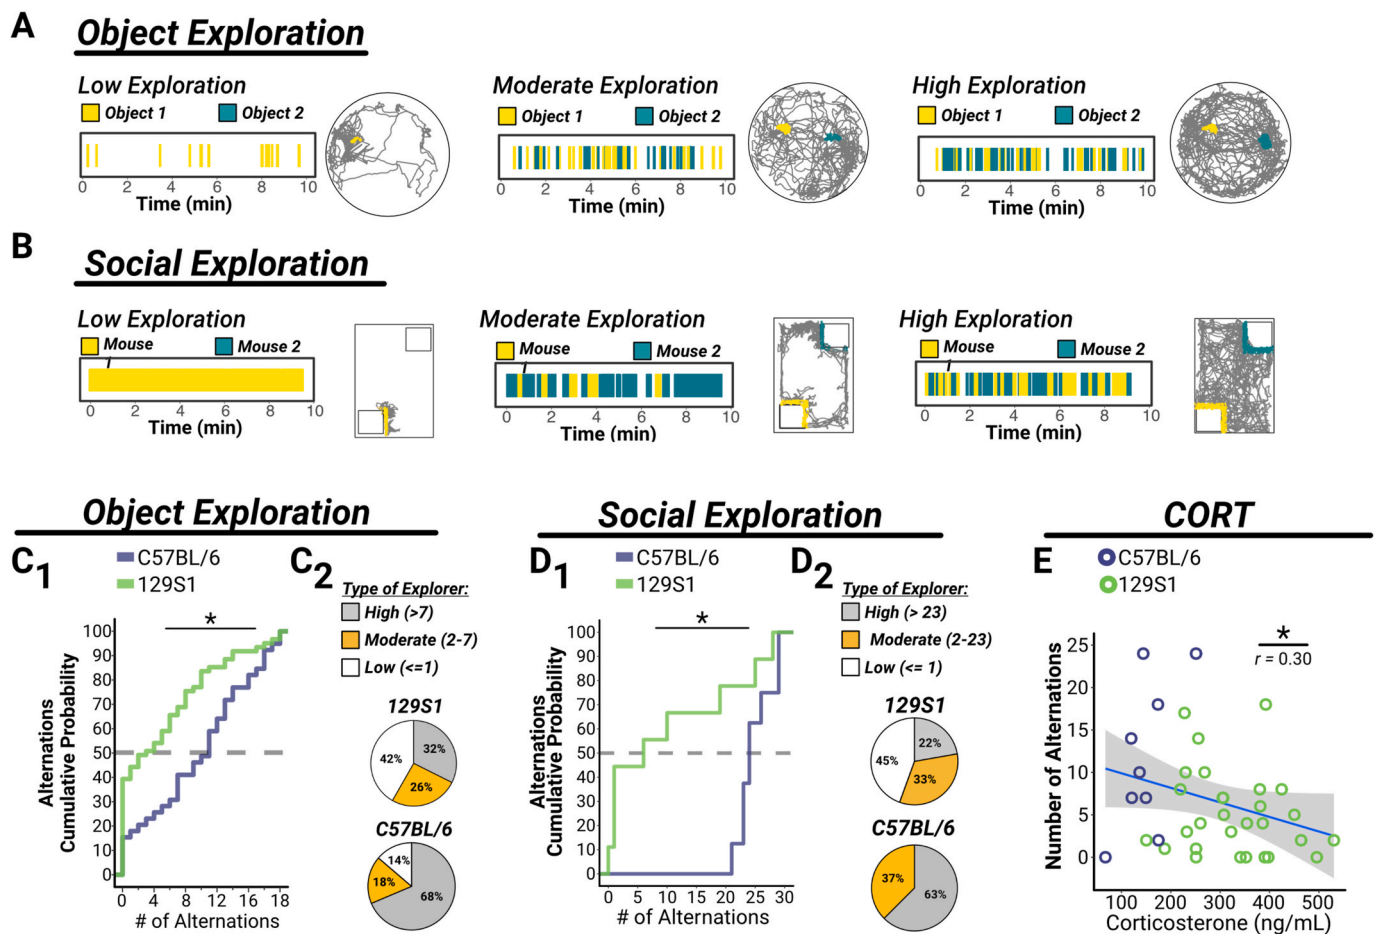 A
Object Exploration
Low Exploration
Object 1
Object 2
0 2 4 6 8 10
Time (min)
Moderate Exploration
Object 1
Object 2
0 2 4 6 8 10
Time (min)
High Exploration
Object 1
Object 2
0 2 4 6 8 10
Time (min)
B
Social Exploration
Low Exploration
Mouse
Mouse 2
0 2 4 6 8 10
Time (min)
Moderate Exploration
Mouse
Mouse 2
0 2 4 6 8 10
Time (min)
High Exploration
Mouse
Mouse 2
0 2 4 6 8 10
Time (min)
Object Exploration
C1
C57BL/6
129S1
*
Alternations
Cumulative Probability
100
90
80
70
60
50
40
30
20
10
0
0 4 8 12 16 18
# of Alternations
C2
Type of Explorer:
High (>7)
Moderate (2-7)
Low (<=1)
129S1
42%
32%
26%
C57BL/6
14%
18%
68%
Social Exploration
D1
C57BL/6
129S1
*
Alternations
Cumulative Probability
100
90
80
70
60
50
40
30
20
10
0
0 5 10 15 20 25 30
# of Alternations
D2
Type of Explorer:
High (> 23)
Moderate (2-23)
Low (<= 1)
129S1
22%
45%
33%
C57BL/6
37%
63%
CORT
E
C57BL/6
129S1
*
r = 0.30
Number of Alternations
25
20
15
10
5
0
100 200 300 400 500
Corticosterone (ng/mL)